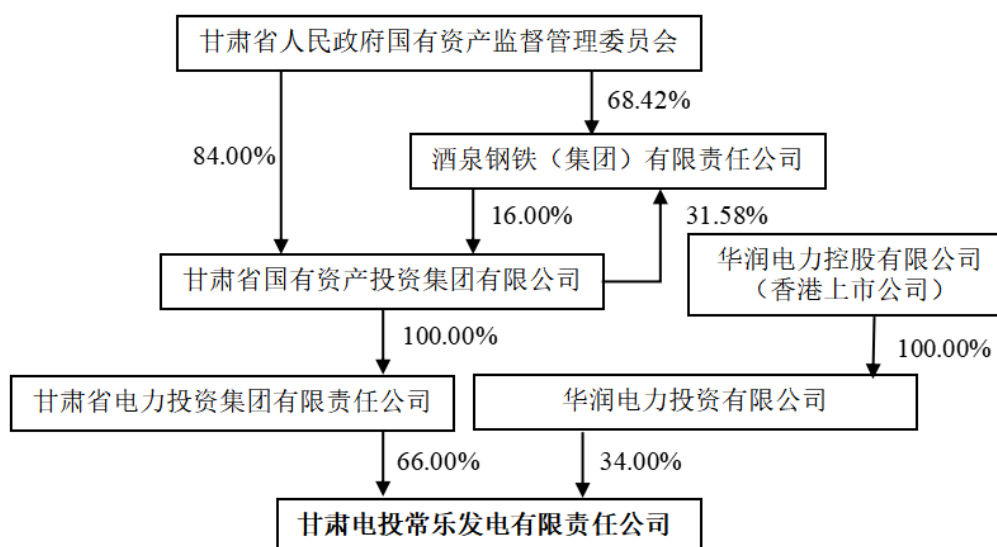 甘肃省人民政府国有资产监督管理委员会
68.42%
84.00%
酒泉钢铁（集团）有限责任公司
16.00%
31.58%
华润电力控股有限公司
（香港上市公司）
甘肃省国有资产投资集团有限公司
100.00%
100.00%
甘肃省电力投资集团有限责任公司
华润电力投资有限公司
66.00%
34.00%
甘肃电投常乐发电有限责任公司